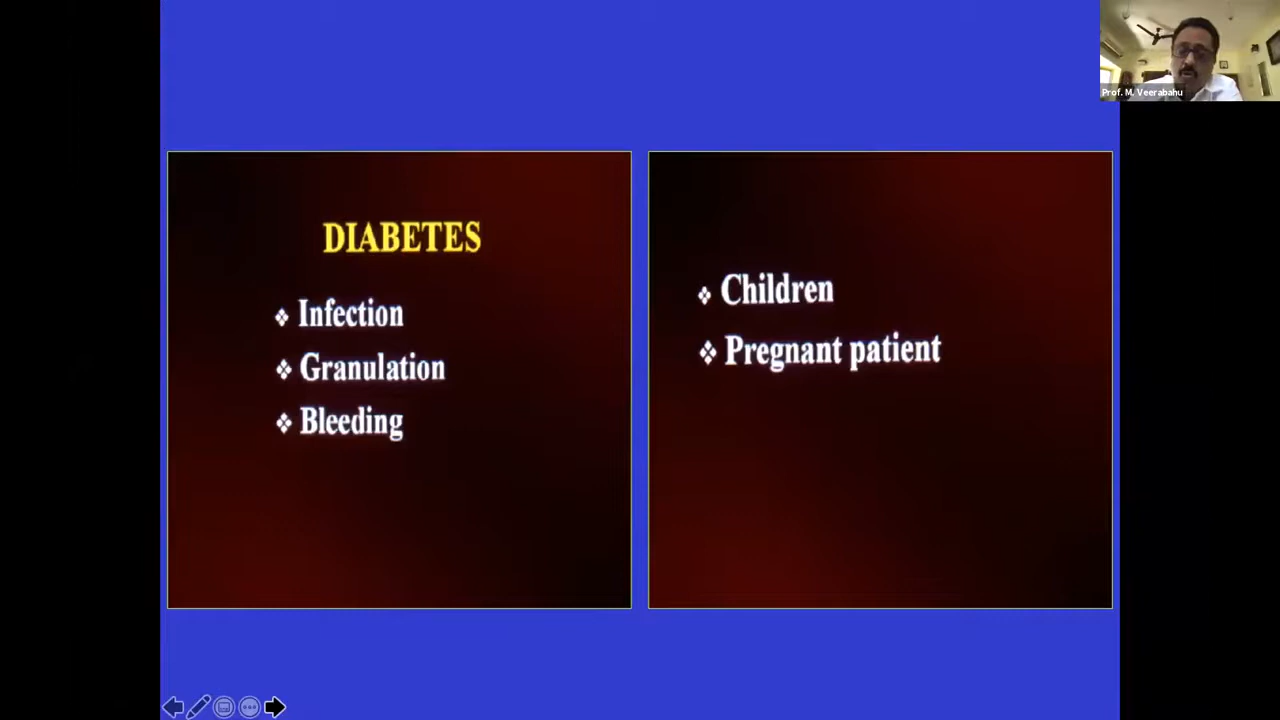 Prof. M. Veerabahu
DIABETES
❖ Infection
❖ Granulation
❖ Bleeding
❖ Children
❖ Pregnant patient